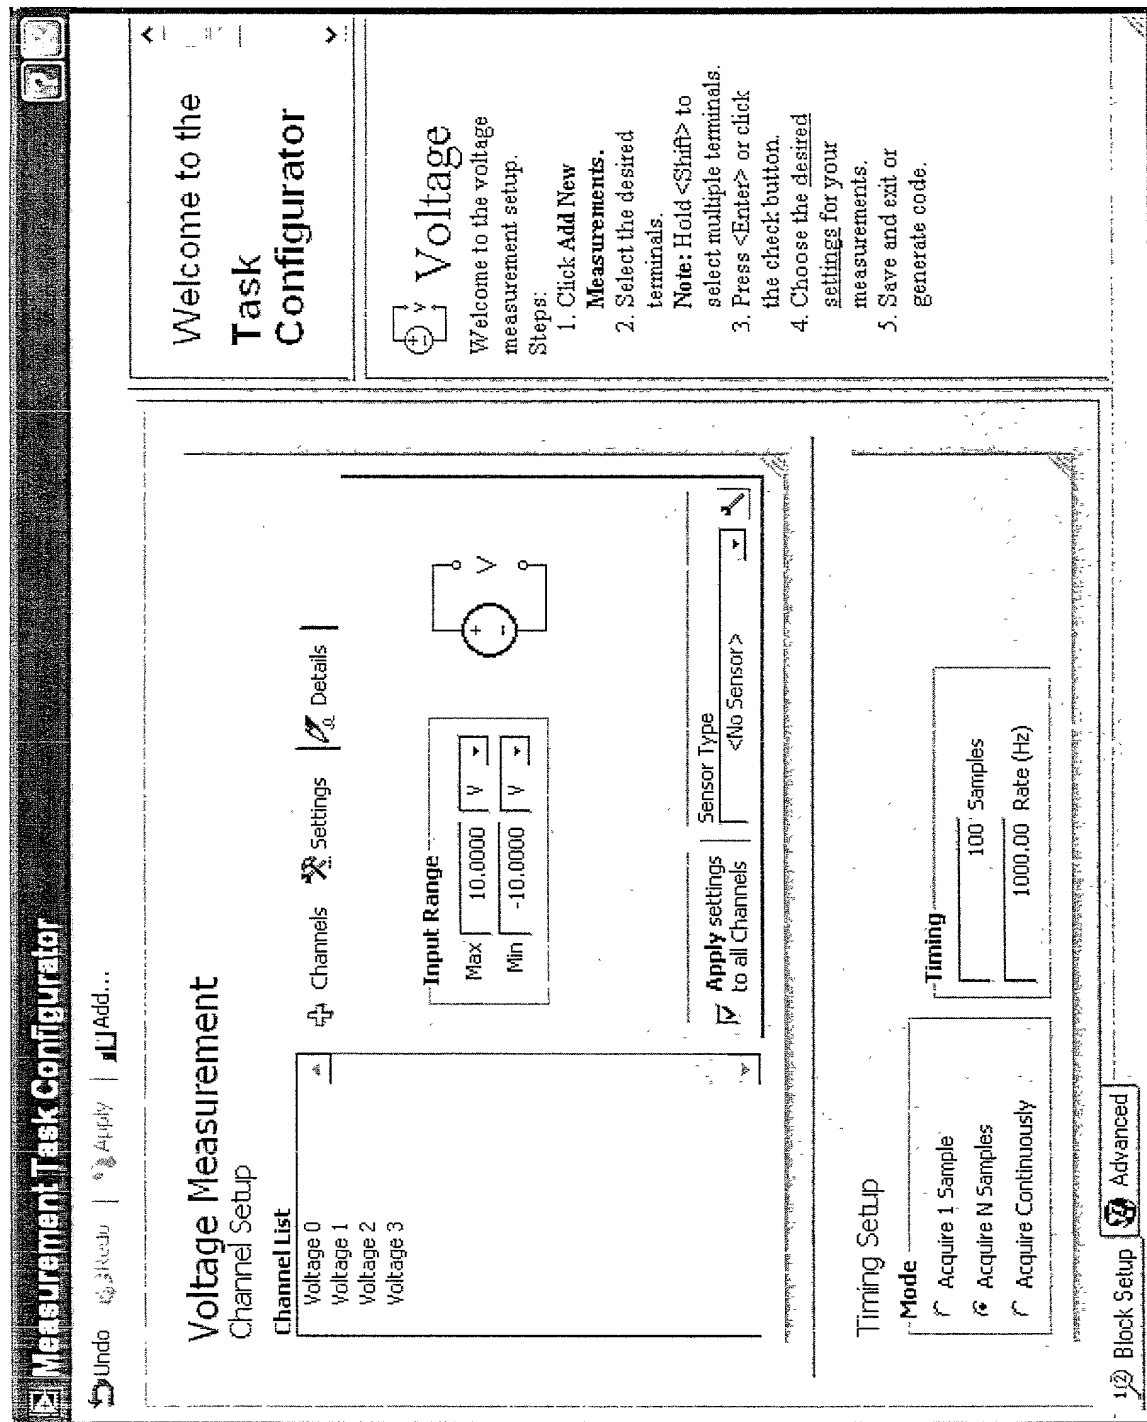 Measurement Task Configurator
?
Undo Redo Apply Add...
Voltage Measurement
Channel Setup
Channel List
Voltage 0
Voltage 1
Voltage 2
Voltage 3
Channels Settings Details
Input Range
Max 10.0000 V
Min -10.0000 V
+
-
V
Apply settings
to all Channels
Sensor Type
<No Sensor>
Timing Setup
Mode
Acquire 1 Sample
Acquire N Samples
Acquire Continuously
Timing
100 Samples
1000.00 Rate (Hz)
Block Setup Advanced
Welcome to the
Task
Configurator
V Voltage
Welcome to the voltage
measurement setup.
Steps:
1. Click Add New
Measurements.
2. Select the desired
terminals.
Note: Hold <Shift> to
select multiple terminals.
3. Press <Enter> or click
the check button.
4. Choose the desired
settings for your
measurements.
5. Save and exit or
generate code.